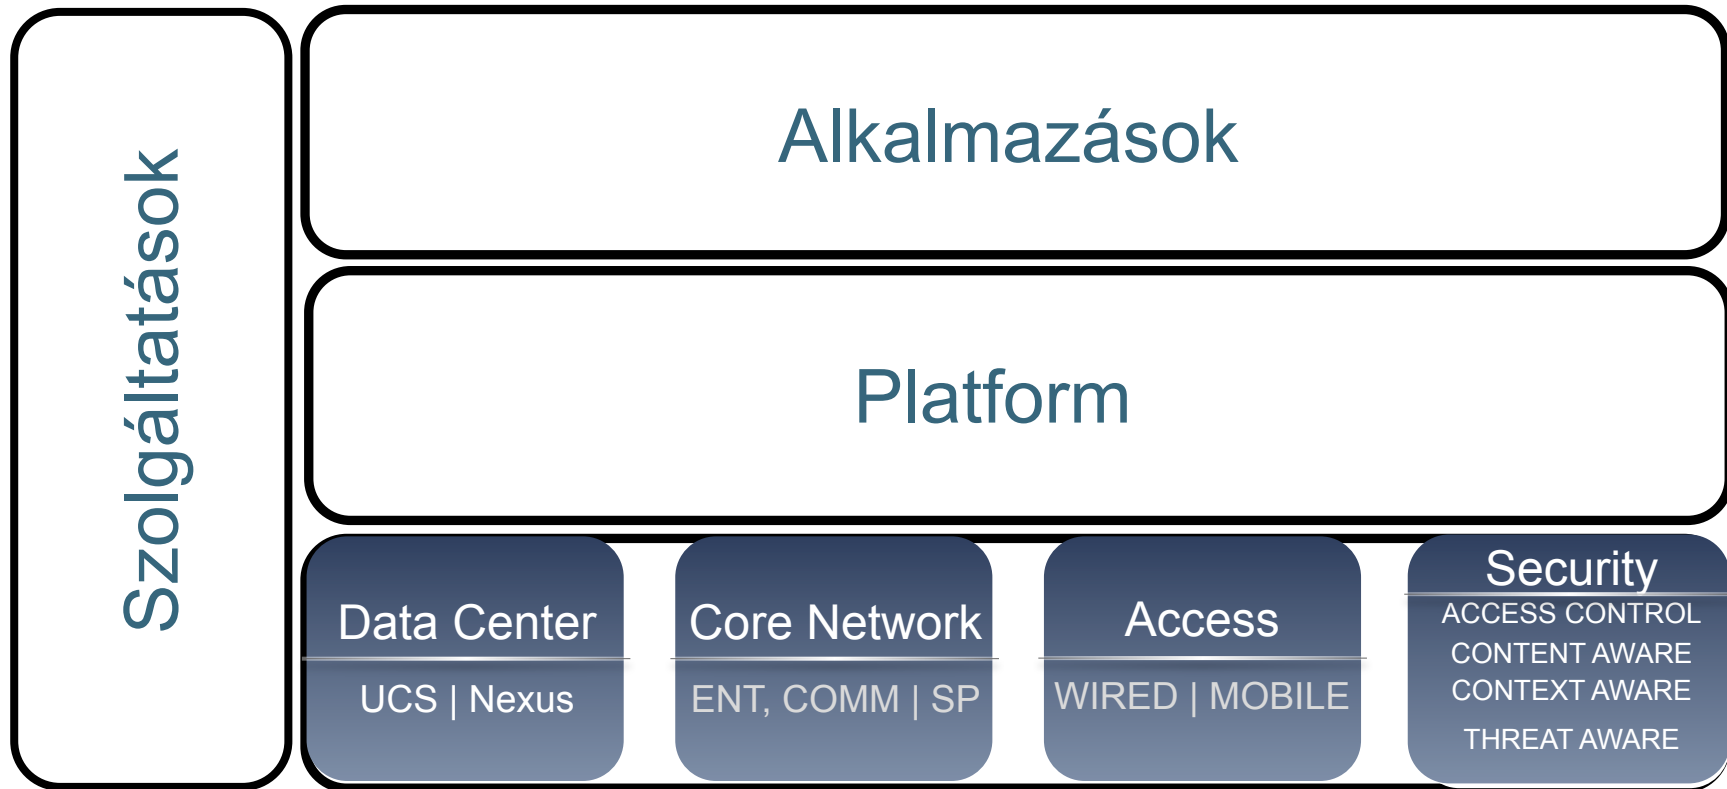 Szolgáltatások
Alkalmazások
Platform
Data Center
UCS | Nexus
Core Network
ENT, COMM | SP
Access
WIRED | MOBILE
Security
ACCESS CONTROL
CONTENT AWARE
CONTEXT AWARE
THREAT AWARE